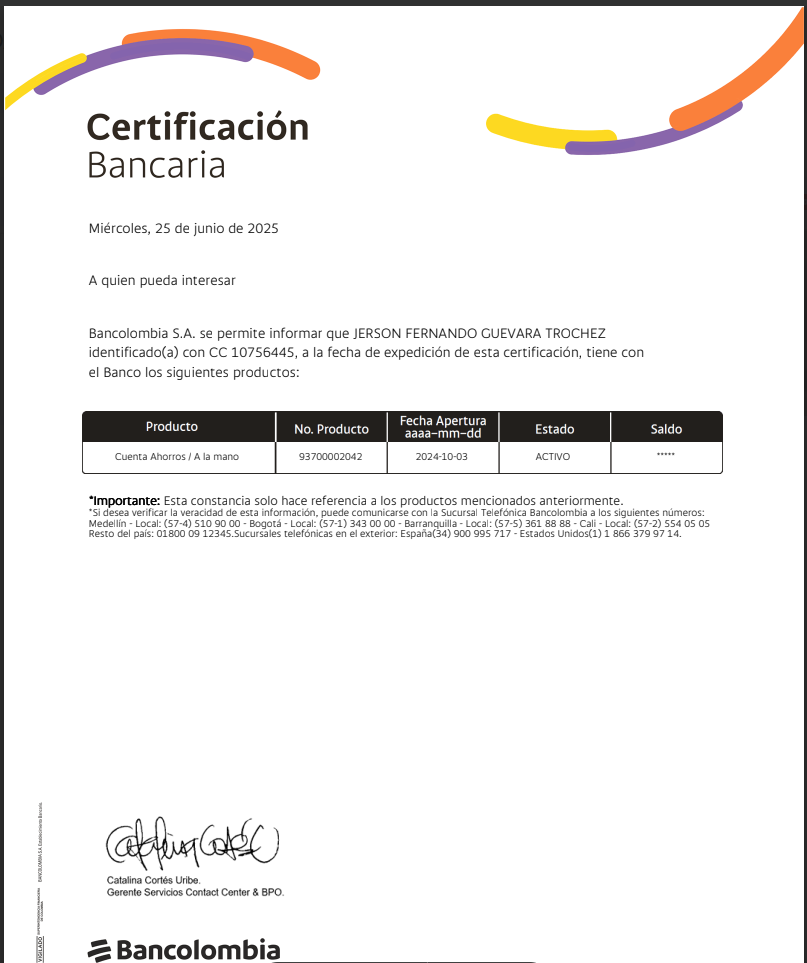 Certificación
Bancaria
Miércoles, 25 de junio de 2025
A quien pueda interesar
Bancolombia S.A. se permite informar que JERSON FERNANDO GUEVARA TROCHEZ
identificado(a) con CC 10756445, a la fecha de expedición de esta certificación, tiene con
el Banco los siguientes productos:
Producto No. Producto Fecha Apertura aaaa–mm–dd Estado Saldo
Cuenta Ahorros / A la mano 93700002042 2024-10-03 ACTIVO *****
*Importante: Esta constancia solo hace referencia a los productos mencionados anteriormente.
*Si desea verificar la veracidad de esta información, puede comunicarse con la Sucursal Telefónica Bancolombia a los siguientes números:
Medellín - Local: (57-4) 510 90 00 - Bogotá - Local: (57-1) 343 00 00 - Barranquilla - Local: (57-5) 361 88 88 - Cali - Local: (57-2) 554 05 05
Resto del país: 01800 09 12345.Sucursales telefónicas en el exterior: España(34) 900 995 717 - Estados Unidos(1) 1 866 379 97 14.
Catalina Cortés Uribe.
Gerente Servicios Contact Center & BPO.
Bancolombia
BANCOLOMBIA S.A. Establecimiento Bancario.
VIGILADO SUPERINTENDENCIA FINANCIERA
DE COLOMBIA